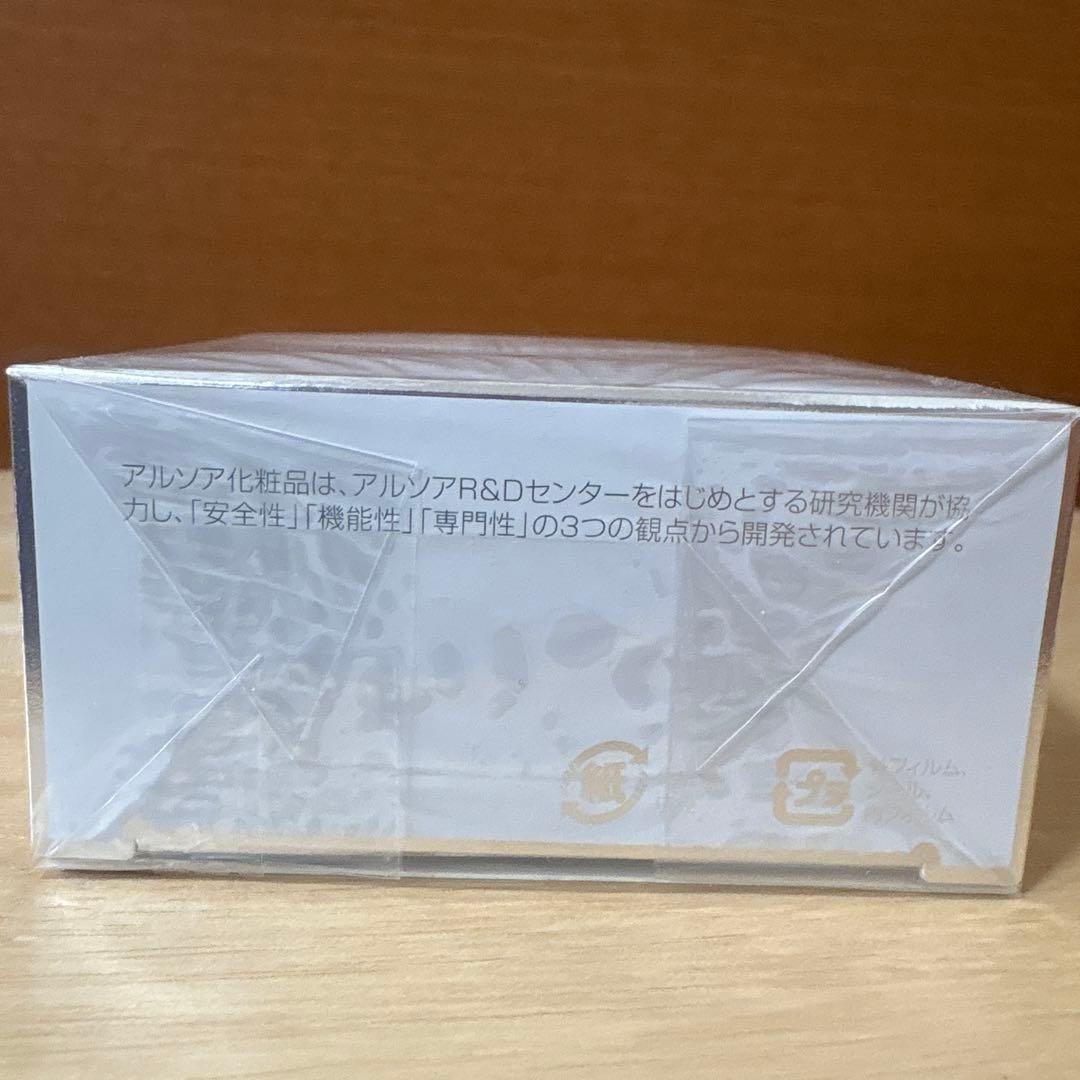 アルソア化粧品は、アルソアR&Dセンターをはじめとする研究機関が協
力し、「安全性」「機能性」「専門性」の3つの観点から開発されています。
紙
プラ